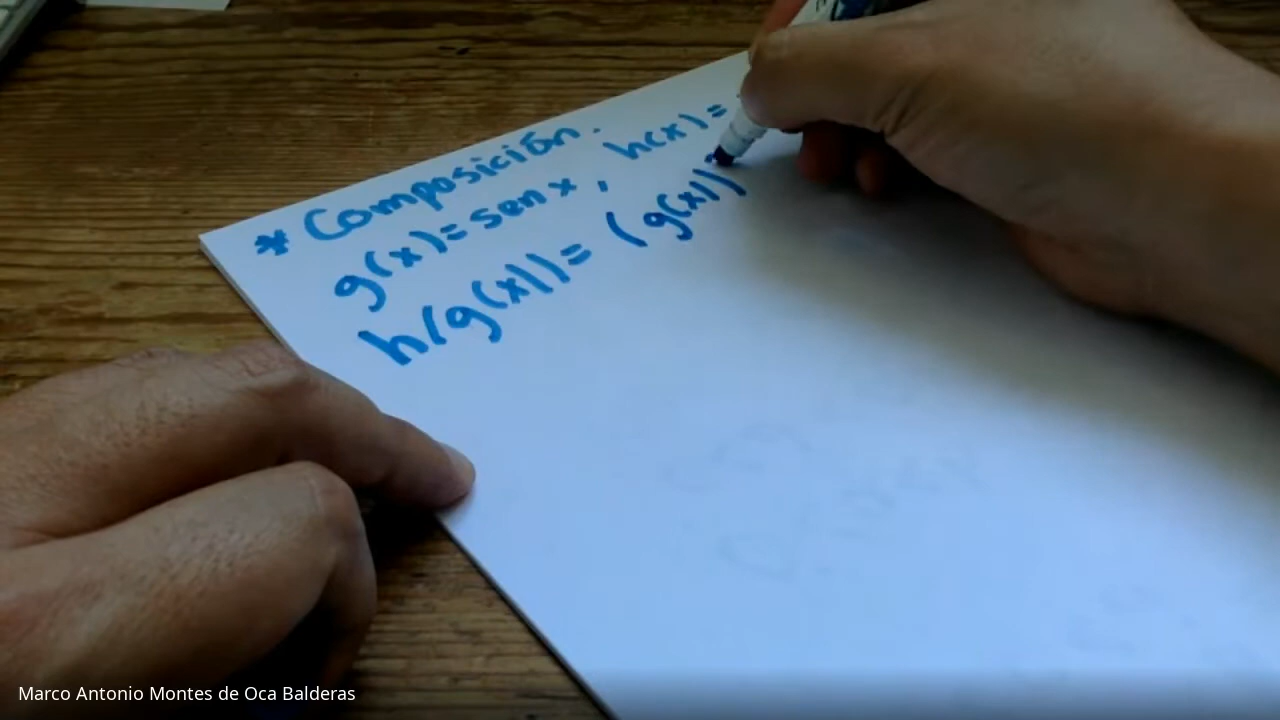 * Composición.
g(x)= sen x , h(x)=
h(g(x))= (g(x))
Marco Antonio Montes de Oca Balderas